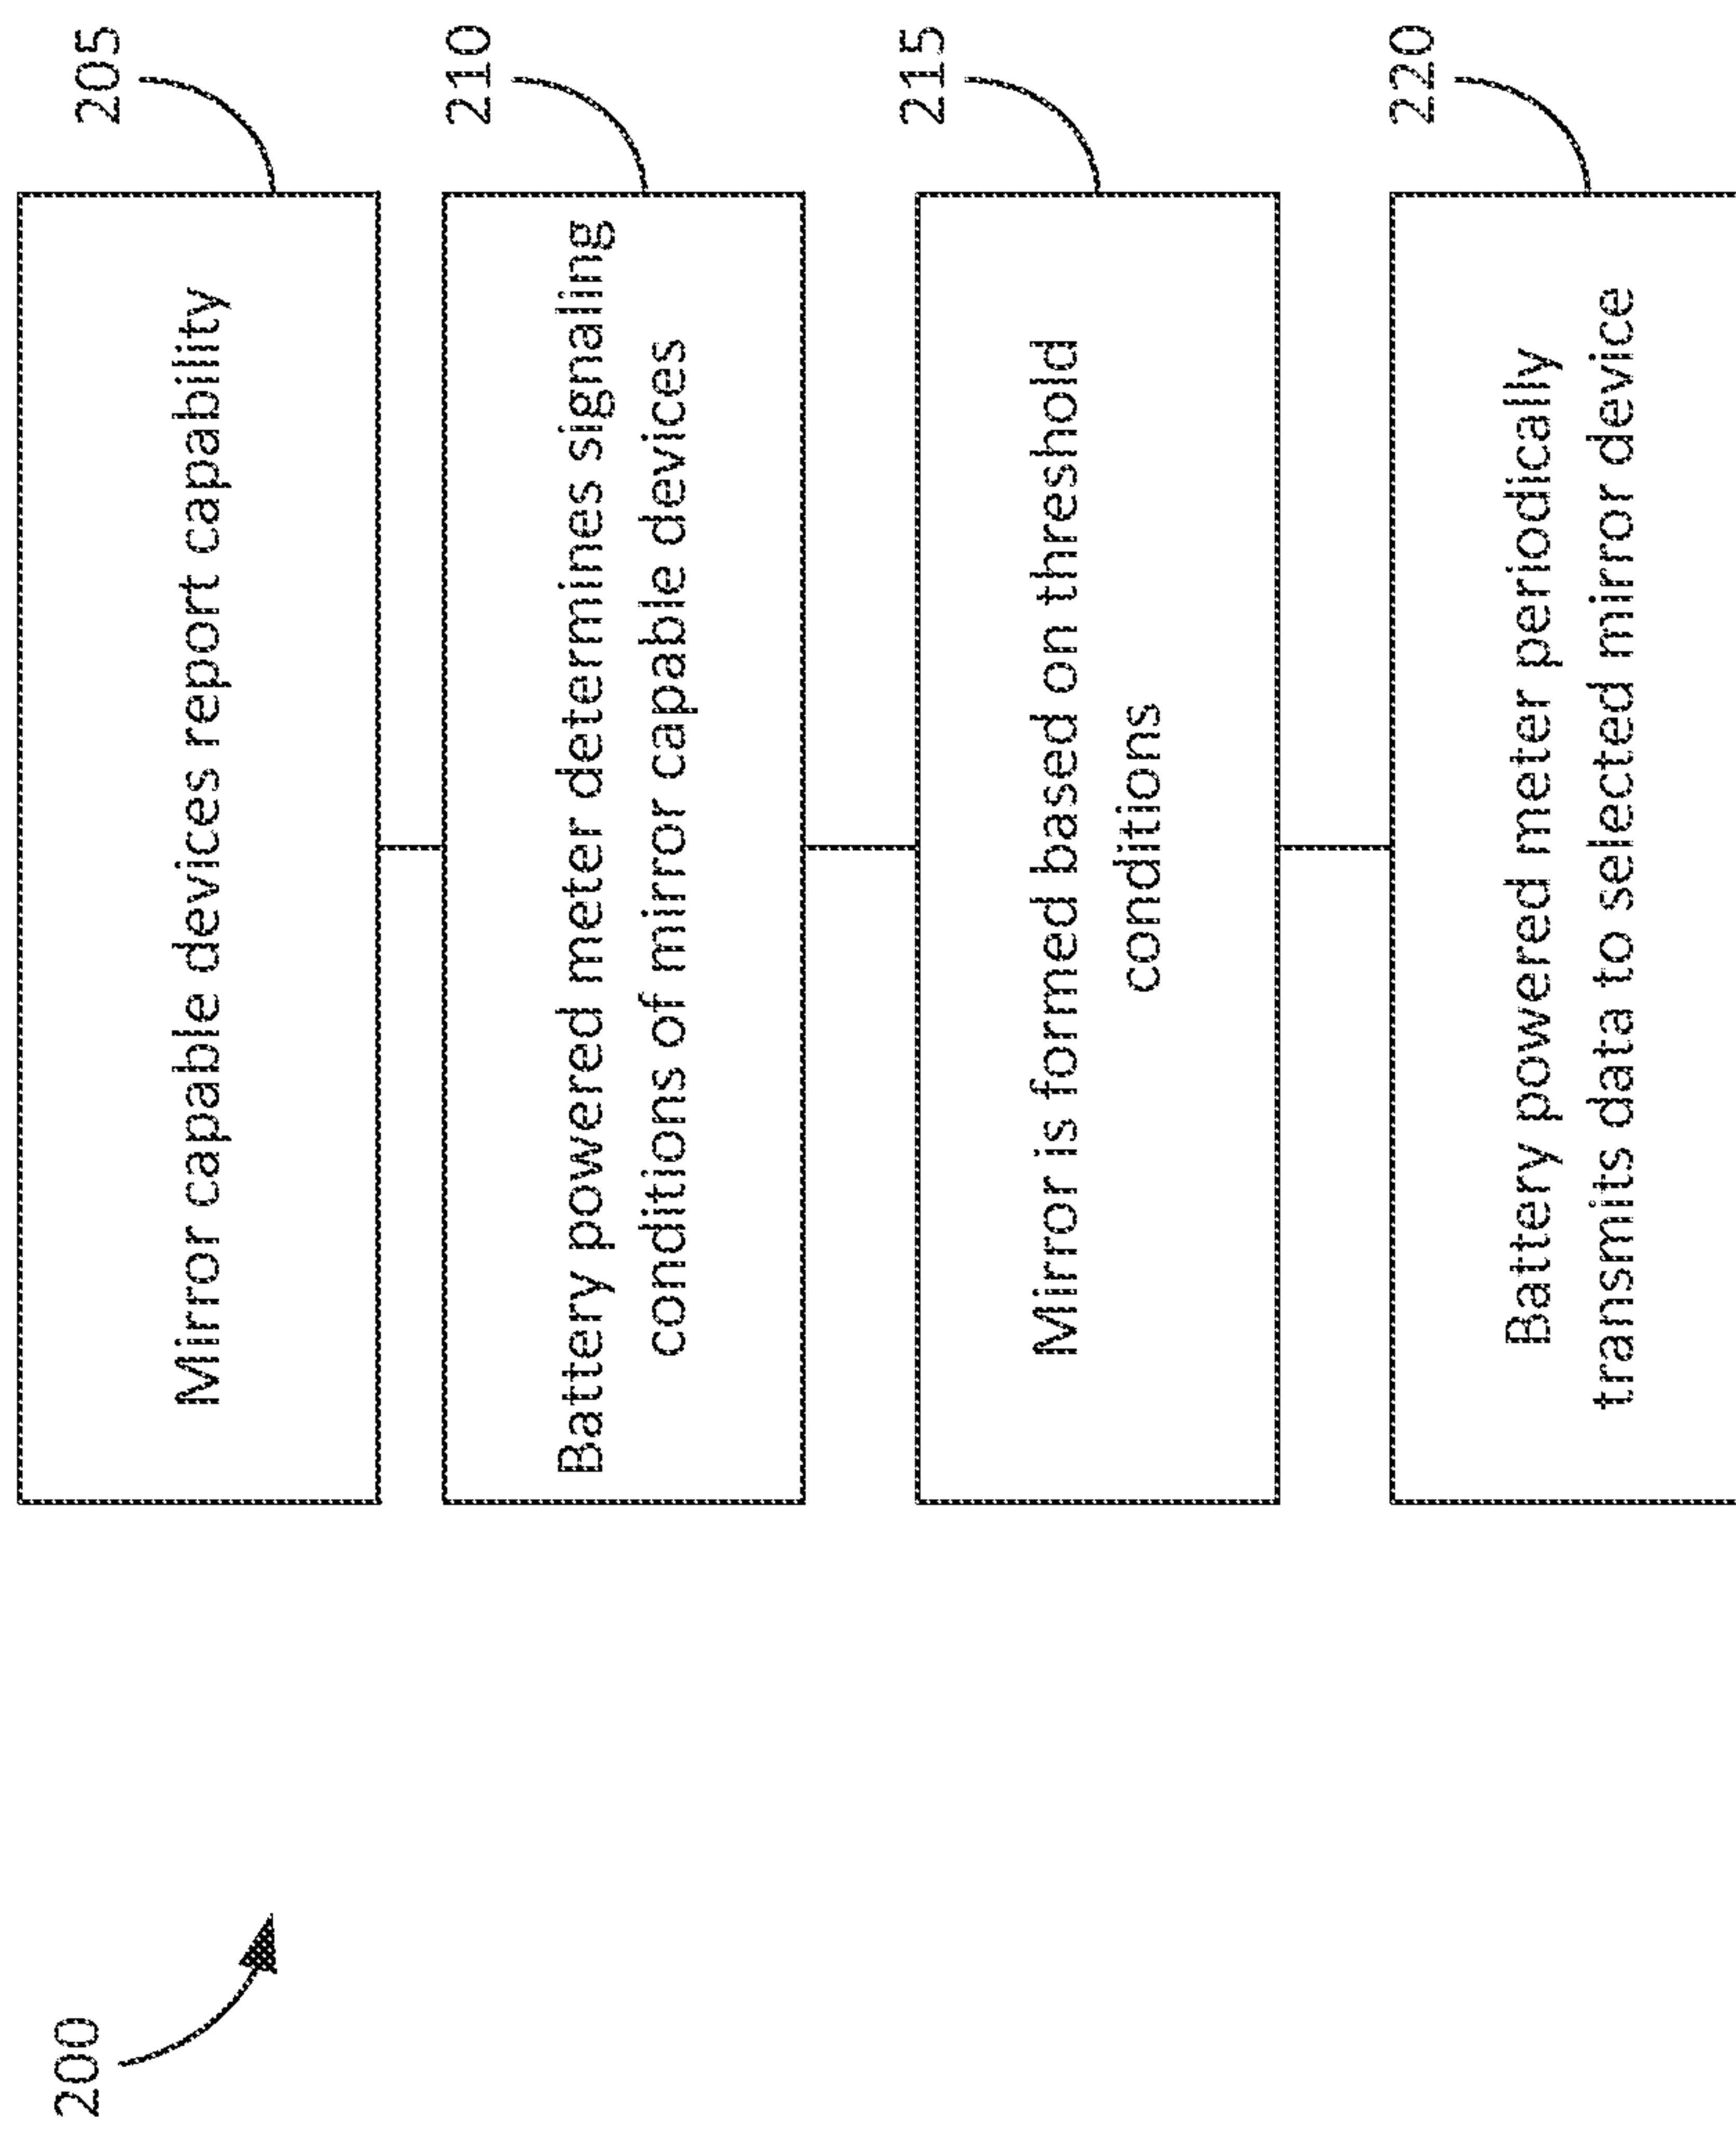 200
205
Mirror capable devices report capability
210
Battery powered meter determines signaling
conditions of mirror capable devices
215
Mirror is formed based on threshold
conditions
220
Battery powered meter periodically
transmits data to selected mirror device